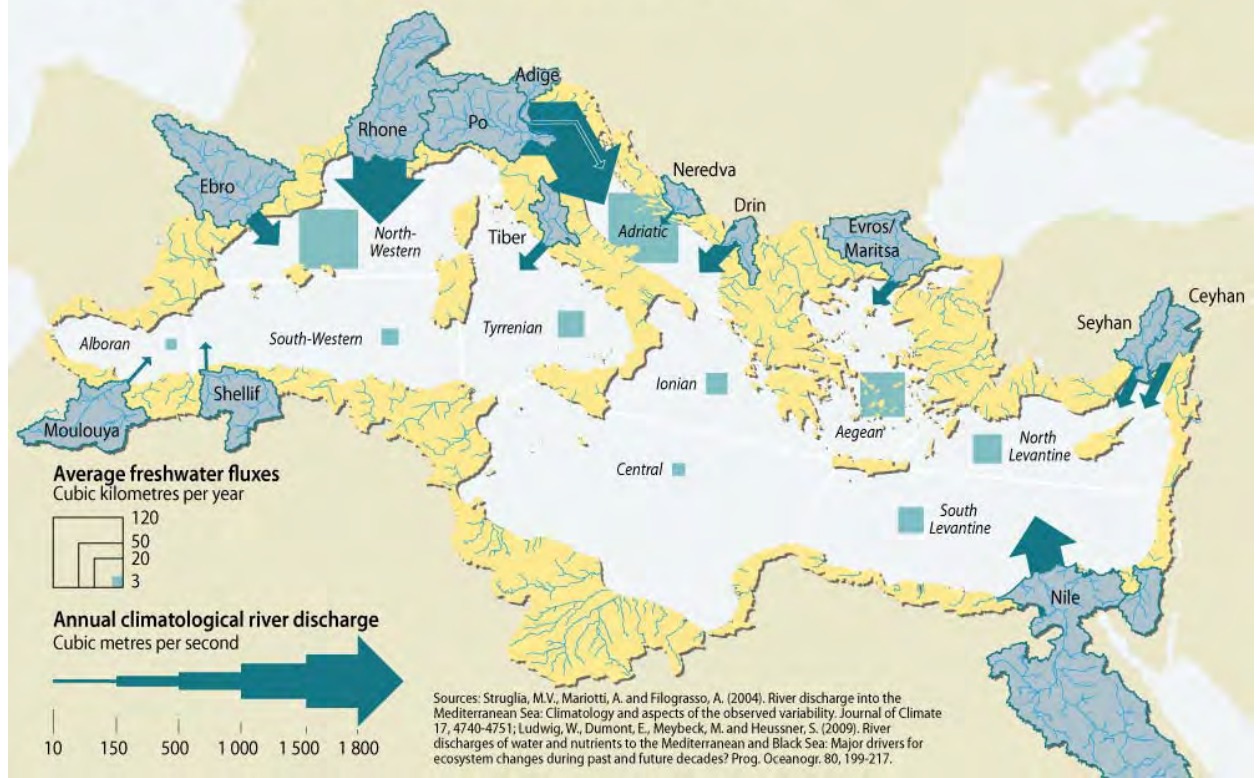 Adige
Rhone
Po
Ebro
Neredva
Drin
Tiber
North-
Western
Adriatic
Evros/
Maritsa
Ceyhan
Seyhan
Alboran
South-Western
Tyrrenian
Ionian
Aegean
Shellif
Moulouya
North
Levantine
Central
South
Levantine
Nile
Average freshwater fluxes
Cubic kilometres per year
120
50
20
3
Annual climatological river discharge
Cubic metres per second
10 150 500 1 000 1 500 1 800
Sources: Struglia, M.V., Mariotti, A. and Filograsso, A. (2004). River discharge into the
Mediterranean Sea: Climatology and aspects of the observed variability. Journal of Climate
17, 4740-4751; Ludwig, W., Dumont, E., Meybeck, M. and Heussner, S. (2009). River
discharges of water and nutrients to the Mediterranean and Black Sea: Major drivers for
ecosystem changes during past and future decades? Prog. Oceanogr. 80, 199-217.